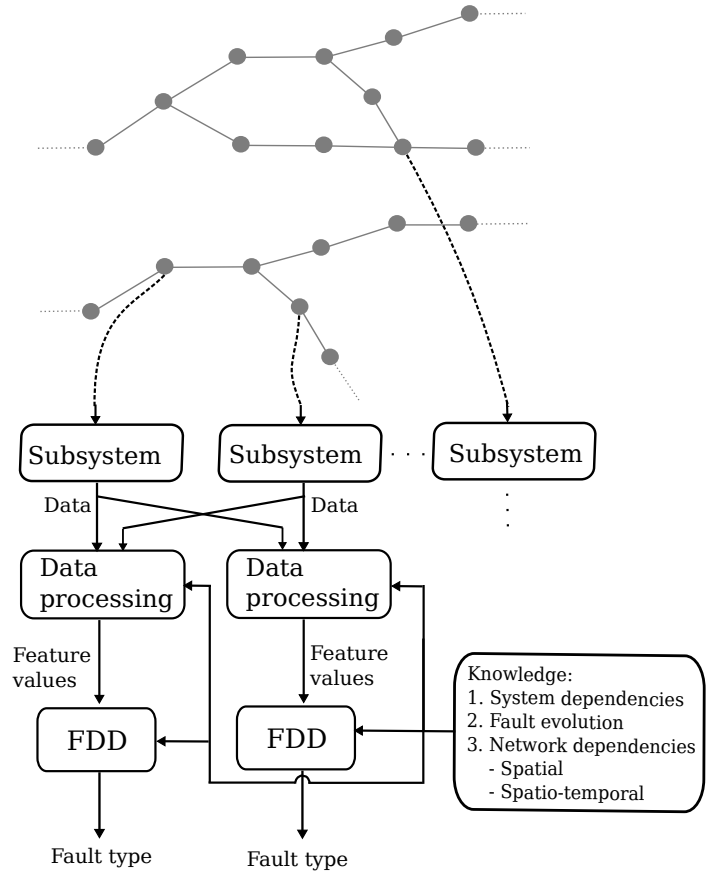 Subsystem
Subsystem
Subsystem
Data
Data
Data
processing
Data
processing
Feature
values
Feature
values
Knowledge:
1. System dependencies
2. Fault evolution
3. Network dependencies
- Spatial
- Spatio-temporal
FDD
FDD
Fault type
Fault type